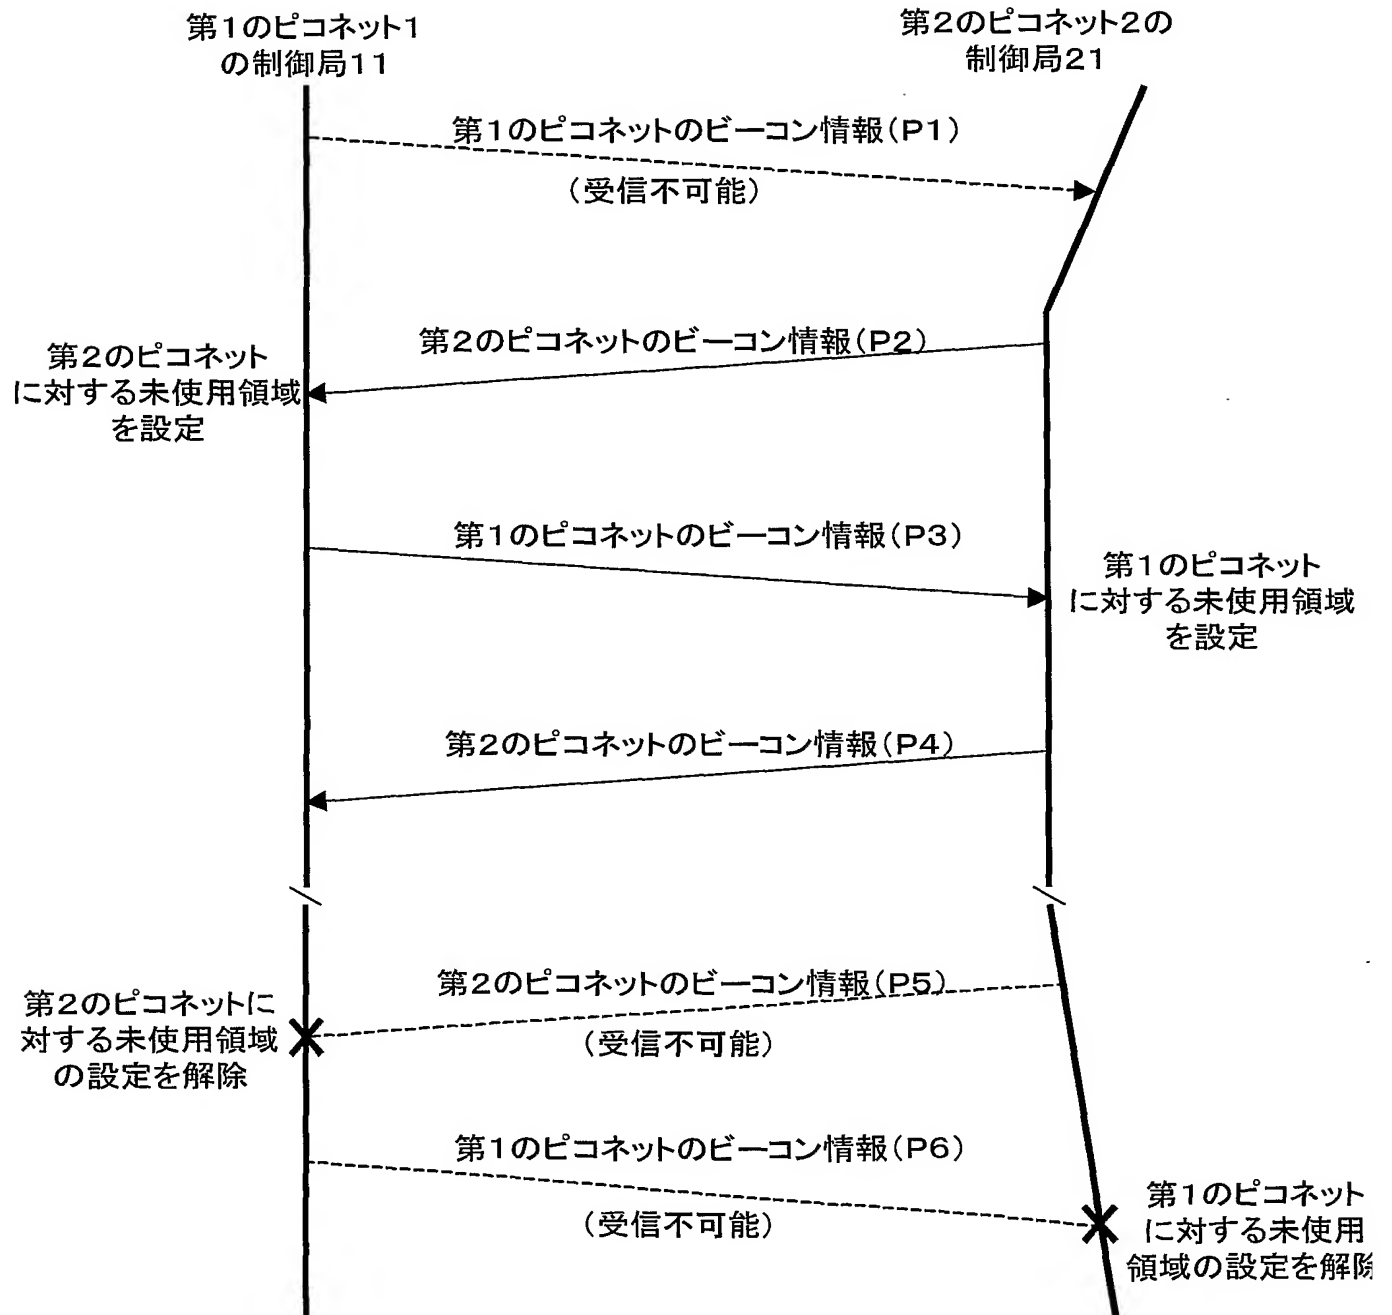 第1のピコネット1
の制御局11
第2のピコネット2の
制御局21
第1のピコネットのビーコン情報(P1)
(受信不可能)
第2のピコネットのビーコン情報(P2)
第2のピコネット
に対する未使用領域
を設定
第1のピコネットのビーコン情報(P3)
第1のピコネット
に対する未使用領域
を設定
第2のピコネットのビーコン情報(P4)
第2のピコネットのビーコン情報(P5)
(受信不可能)
第2のピコネットに
対する未使用領域
の設定を解除
第1のピコネットのビーコン情報(P6)
(受信不可能)
第1のピコネット
に対する未使用
領域の設定を解除